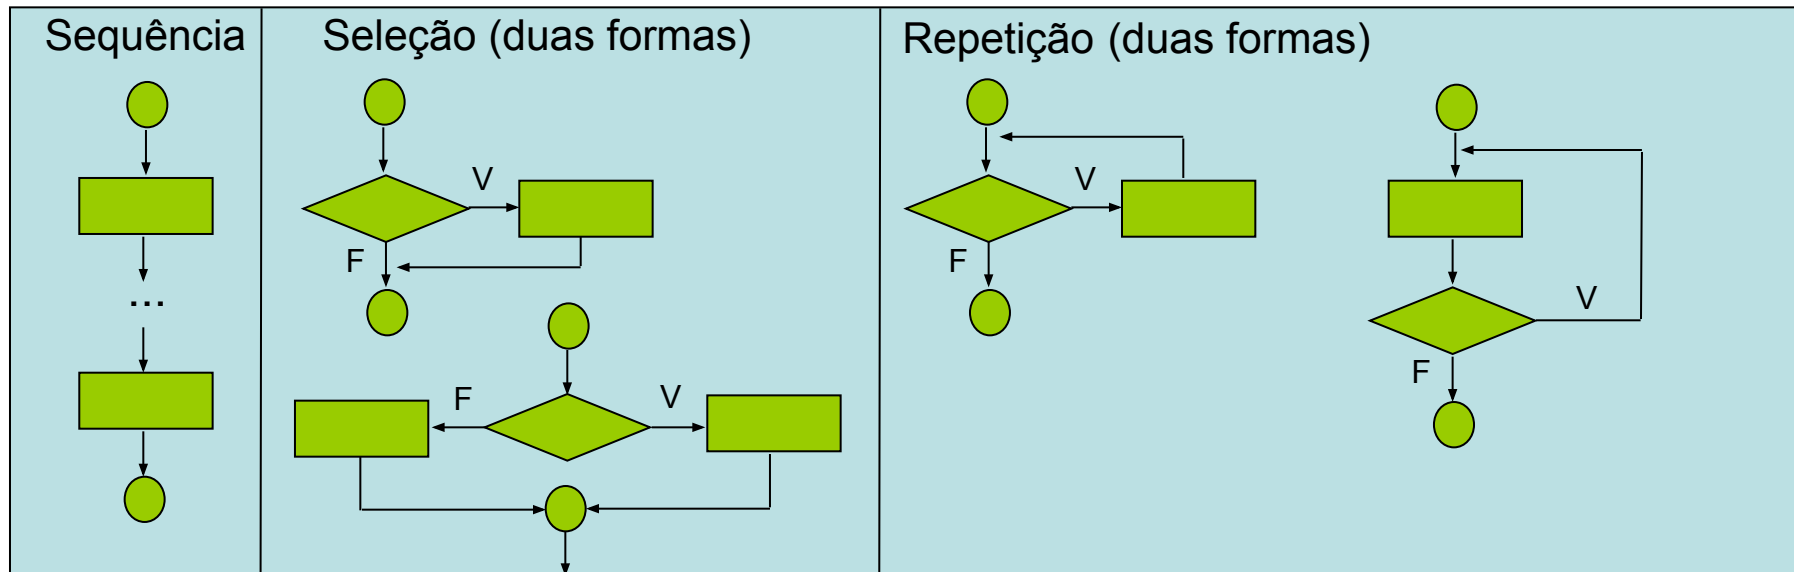 Sequência
...
Seleção (duas formas)
V
F
F
V
Repetição (duas formas)
V
F
V
F